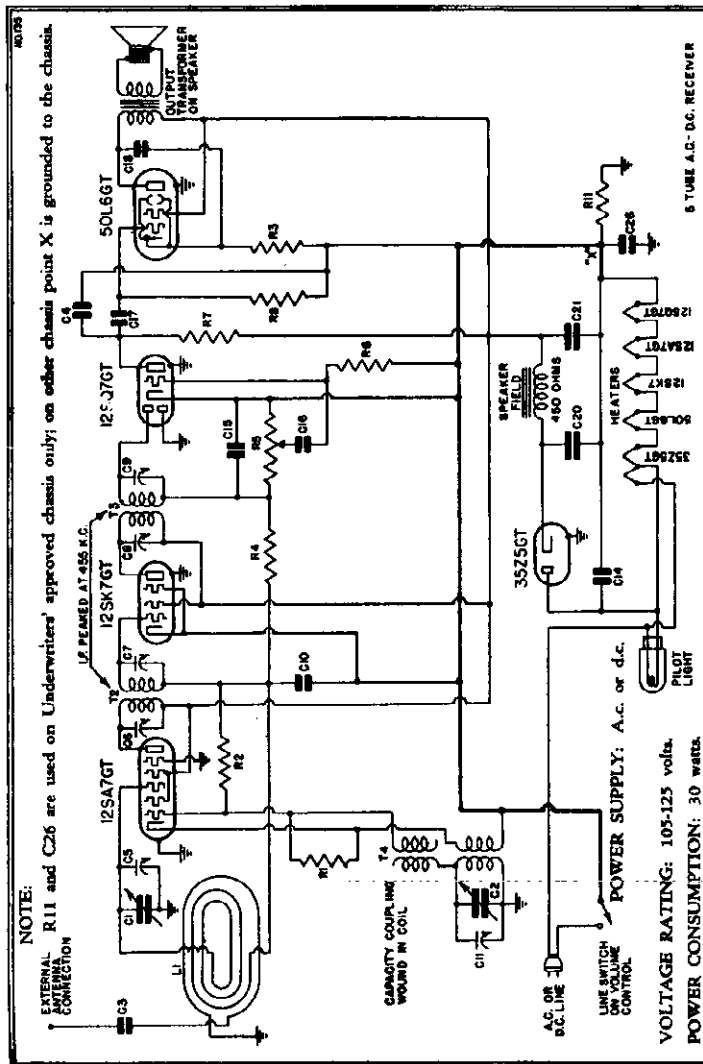 NO.135
NOTE:
R11 and C26 are used on Underwriters' approved chassis only; on other chassis point X is grounded to the chassis.
EXTERNAL
ANTENNA
CONNECTION
C3
L1
C1
C5
12SA7GT
C6
T2
I.F. PEAKED AT 455 K.C.
C7
12SK7GT
C8
T3
C9
12SQ7GT
C4
C17
50L6GT
C18
OUTPUT
TRANSFORMER
ON SPEAKER
R2
C10
R4
C15
R5
C16
R6
R7
R8
R3
R1
T4
CAPACITY COUPLING
WOUND IN COIL
C11
C2
SPEAKER
FIELD
450 OHMS
C20
C21
35Z5GT
C14
"X"
R11
C26
HEATERS
35Z5GT
50L6GT
12SK7
12SA7GT
12SQ7GT
PILOT
LIGHT
A.C. OR
D.C. LINE
LINE SWITCH
ON VOLUME
CONTROL
POWER SUPPLY: A.c. or d.c.
VOLTAGE RATING: 105-125 volts.
POWER CONSUMPTION: 30 watts.
5 TUBE A.C.- D.C. RECEIVER